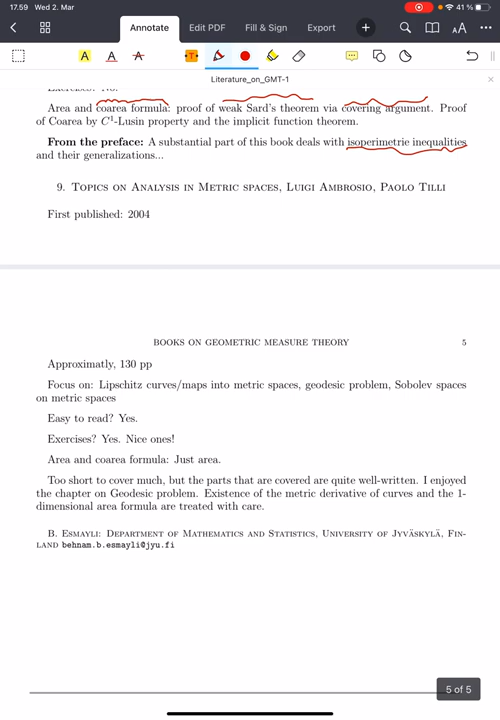 17.59 Wed 2. Mar
41 %
Annotate
Edit PDF
Fill & Sign
Export
Literature_on_GMT-1
Exercises? No.
Area and coarea formula: proof of weak Sard's theorem via covering argument. Proof
of Coarea by C¹-Lusin property and the implicit function theorem.
From the preface: A substantial part of this book deals with isoperimetrie inequalities
and their generalizations...
9. Topics on Analysis in Metric spaces, Luigi Ambrosio, Paolo Tilli
First published: 2004
BOOKS ON GEOMETRIC MEASURE THEORY 5
Approximatly, 130 pp
Focus on: Lipschitz curves/maps into metric spaces, geodesic problem, Sobolev spaces
on metric spaces
Easy to read? Yes.
Exercises? Yes. Nice ones!
Area and coarea formula: Just area.
Too short to cover much, but the parts that are covered are quite well-written. I enjoyed
the chapter on Geodesic problem. Existence of the metric derivative of curves and the 1-
dimensional area formula are treated with care.
B. Esmayli: Department of Mathematics and Statistics, University of Jyväskylä, Fin-
land behnam.b.esmayli@jyu.fi
5 of 5